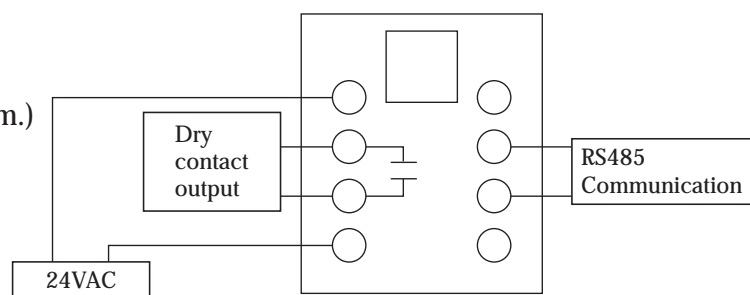 m.)
Dry
contact
output
RS485
Communication
24VAC